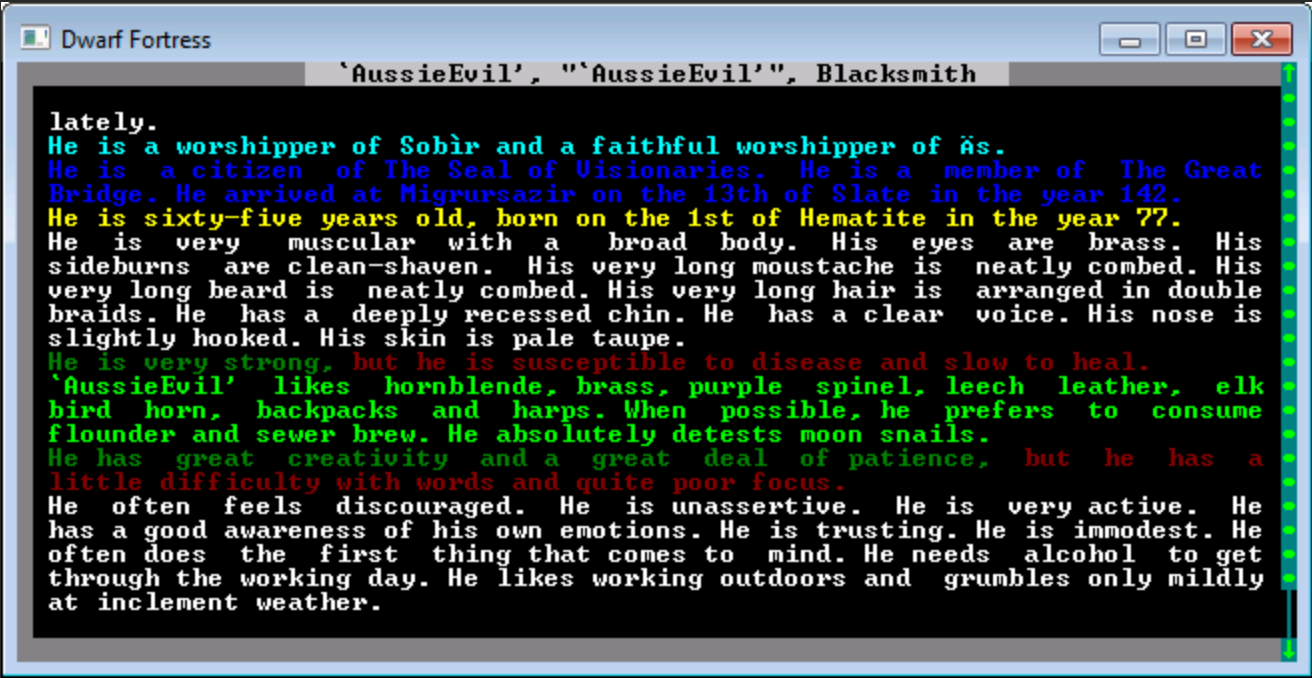 Dwarf Fortress
`AussieEvil', "`AussieEvil'", Blacksmith
lately.
He is a worshipper of Sobìr and a faithful worshipper of Äs.
He is a citizen of The Seal of Visionaries. He is a member of The Great
Bridge. He arrived at Migrursazir on the 13th of Slate in the year 142.
He is sixty-five years old, born on the 1st of Hematite in the year 77.
He is very muscular with a broad body. His eyes are brass. His
sideburns are clean-shaven. His very long moustache is neatly combed. His
very long beard is neatly combed. His very long hair is arranged in double
braids. He has a deeply recessed chin. He has a clear voice. His nose is
slightly hooked. His skin is pale taupe.
He is very strong, but he is susceptible to disease and slow to heal.
`AussieEvil' likes hornblende, brass, purple spinel, leech leather, elk
bird horn, backpacks and harps. When possible, he prefers to consume
flounder and sewer brew. He absolutely detests moon snails.
He has great creativity and a great deal of patience, but he has a
little difficulty with words and quite poor focus.
He often feels discouraged. He is unassertive. He is very active. He
has a good awareness of his own emotions. He is trusting. He is immodest. He
often does the first thing that comes to mind. He needs alcohol to get
through the working day. He likes working outdoors and grumbles only mildly
at inclement weather.